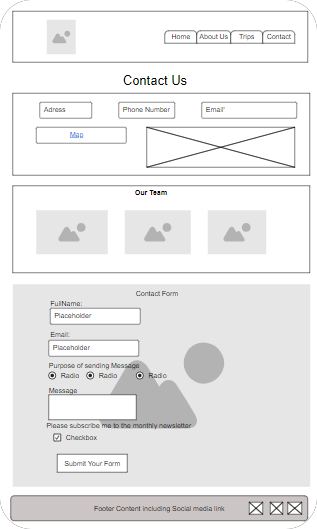 Home About Us Trips Contact
Contact Us
Adress Phone Number Email'
Map
Our Team
Contact Form
FullName:
Placeholder
Email:
Placeholder
Purpose of sending Message
Radio Radio Radio
Message
Please subscribe me to the monthly newsletter
Checkbox
Submit Your Form
Footer Content including Social media link